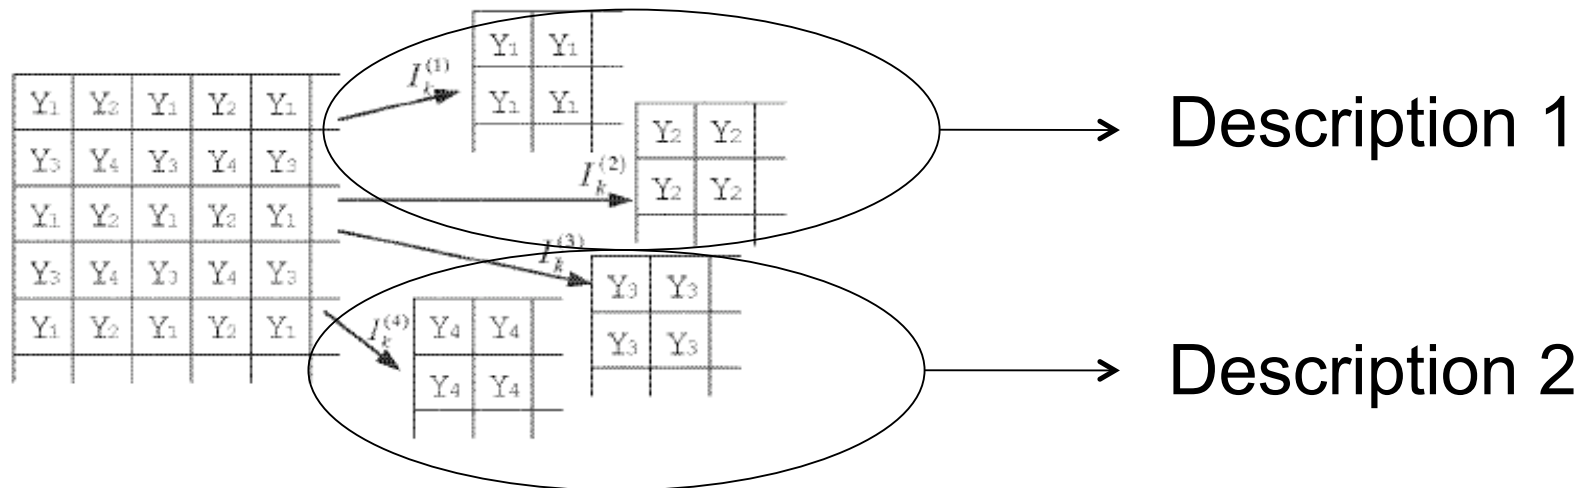 Y₁ Y₂ Y₁ Y₂ Y₁
Y₃ Y₄ Y₃ Y₄ Y₃
Y₁ Y₂ Y₁ Y₂ Y₁
Y₃ Y₄ Y₃ Y₄ Y₃
Y₁ Y₂ Y₁ Y₂ Y₁
I_k^{(1)}
Y₁ Y₁
Y₁ Y₁
I_k^{(2)}
Y₂ Y₂
Y₂ Y₂
Description 1
I_k^{(3)}
Y₃ Y₃
Y₃ Y₃
I_k^{(4)}
Y₄ Y₄
Y₄ Y₄
Description 2